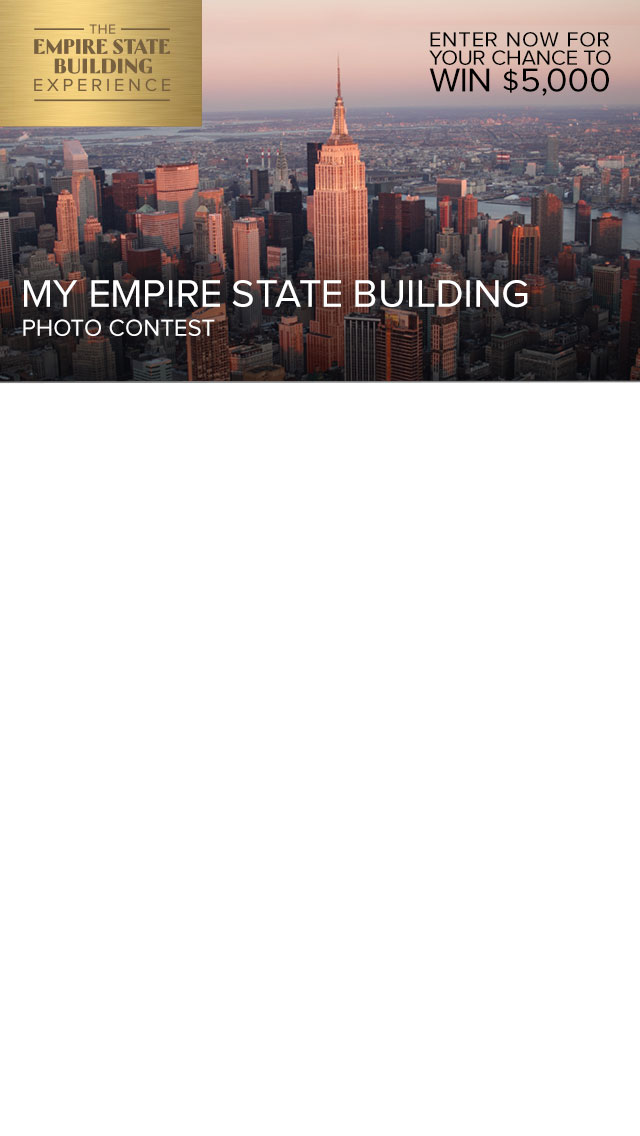 THE
EMPIRE STATE
BUILDING
EXPERIENCE
ENTER NOW FOR
YOUR CHANCE TO
WIN $5,000
MY EMPIRE STATE BUILDING
PHOTO CONTEST